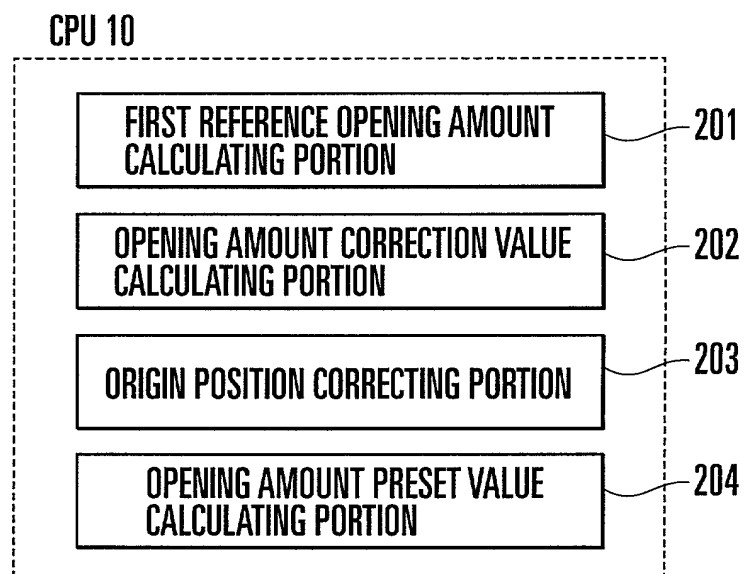 CPU 10
FIRST REFERENCE OPENING AMOUNT
CALCULATING PORTION
201
OPENING AMOUNT CORRECTION VALUE
CALCULATING PORTION
202
ORIGIN POSITION CORRECTING PORTION
203
OPENING AMOUNT PRESET VALUE
CALCULATING PORTION
204